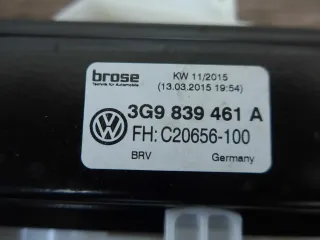 brose
Technik für Automobile
KW 11/2015
(13.03.2015 19:54)
3G9 839 461 A
FH: C20656-100
BRV Germany